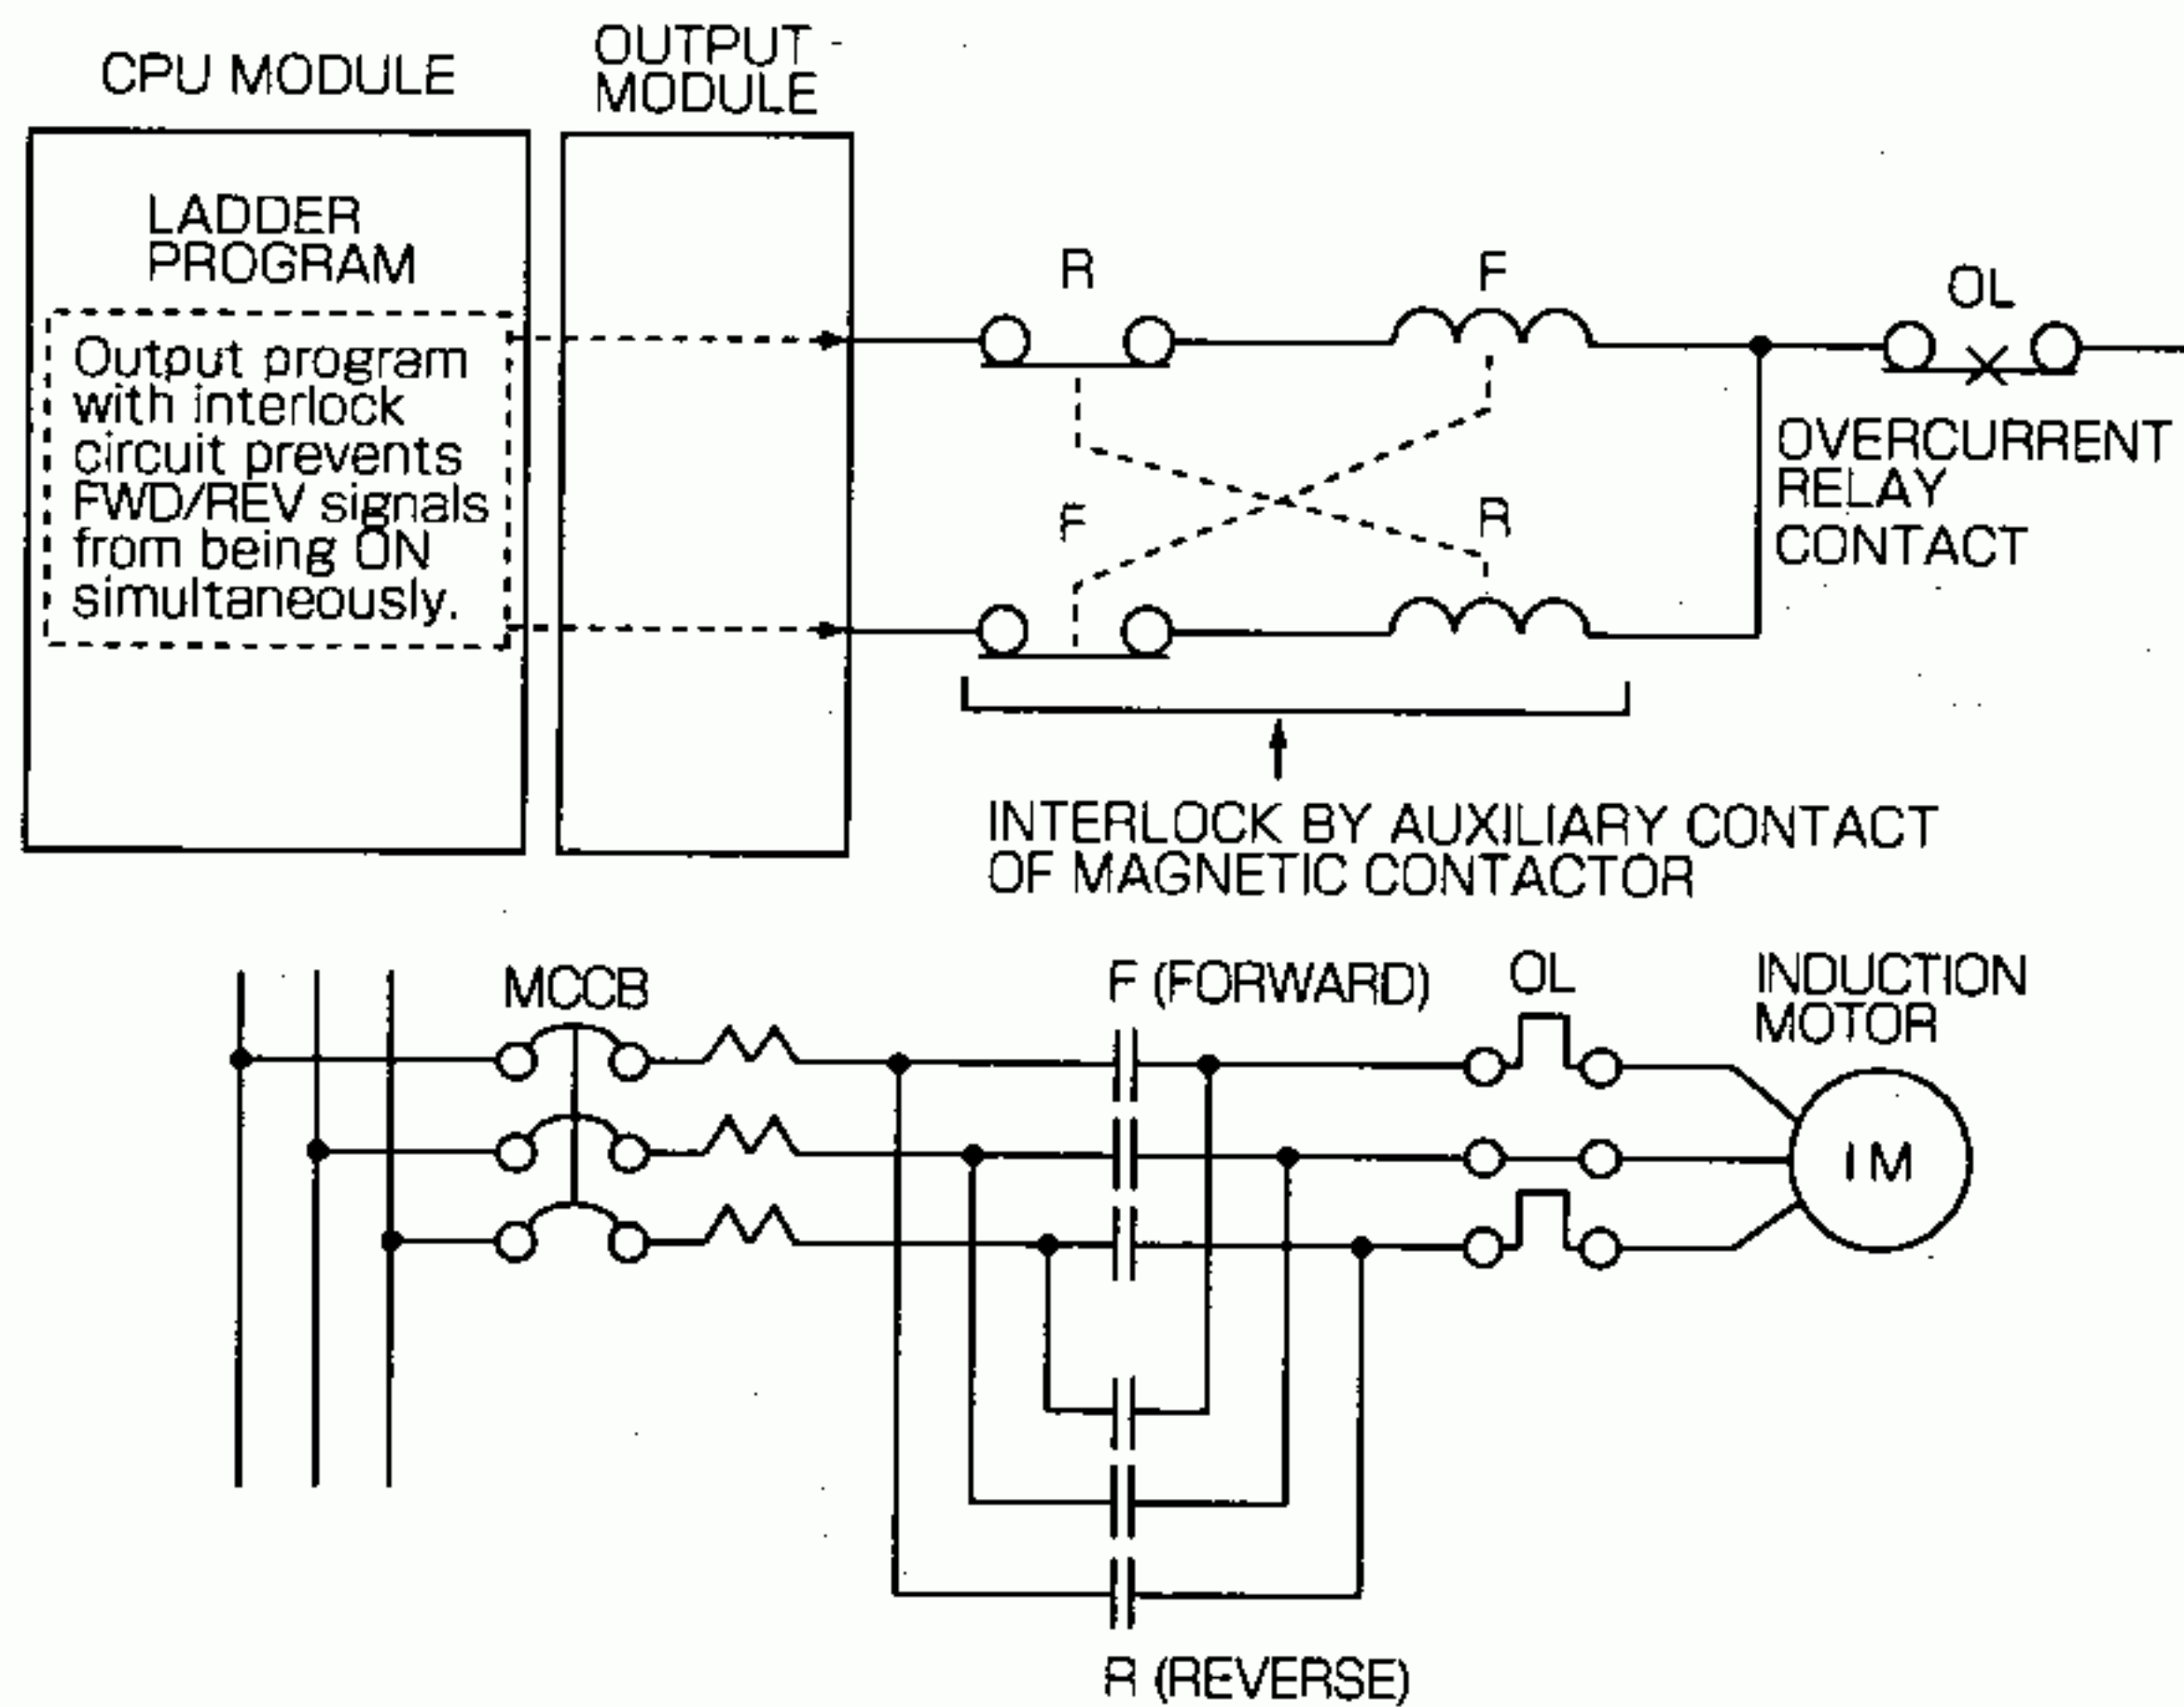 CPU MODULE
OUTPUT
MODULE
LADDER
PROGRAM
Output program
with interlock
circuit prevents
FWD/REV signals
from being ON
simultaneously.
R
F
OL
F
R
OVERCURRENT
RELAY
CONTACT
INTERLOCK BY AUXILIARY CONTACT
OF MAGNETIC CONTACTOR
MCCB
F (FORWARD)
OL
INDUCTION
MOTOR
IM
R (REVERSE)